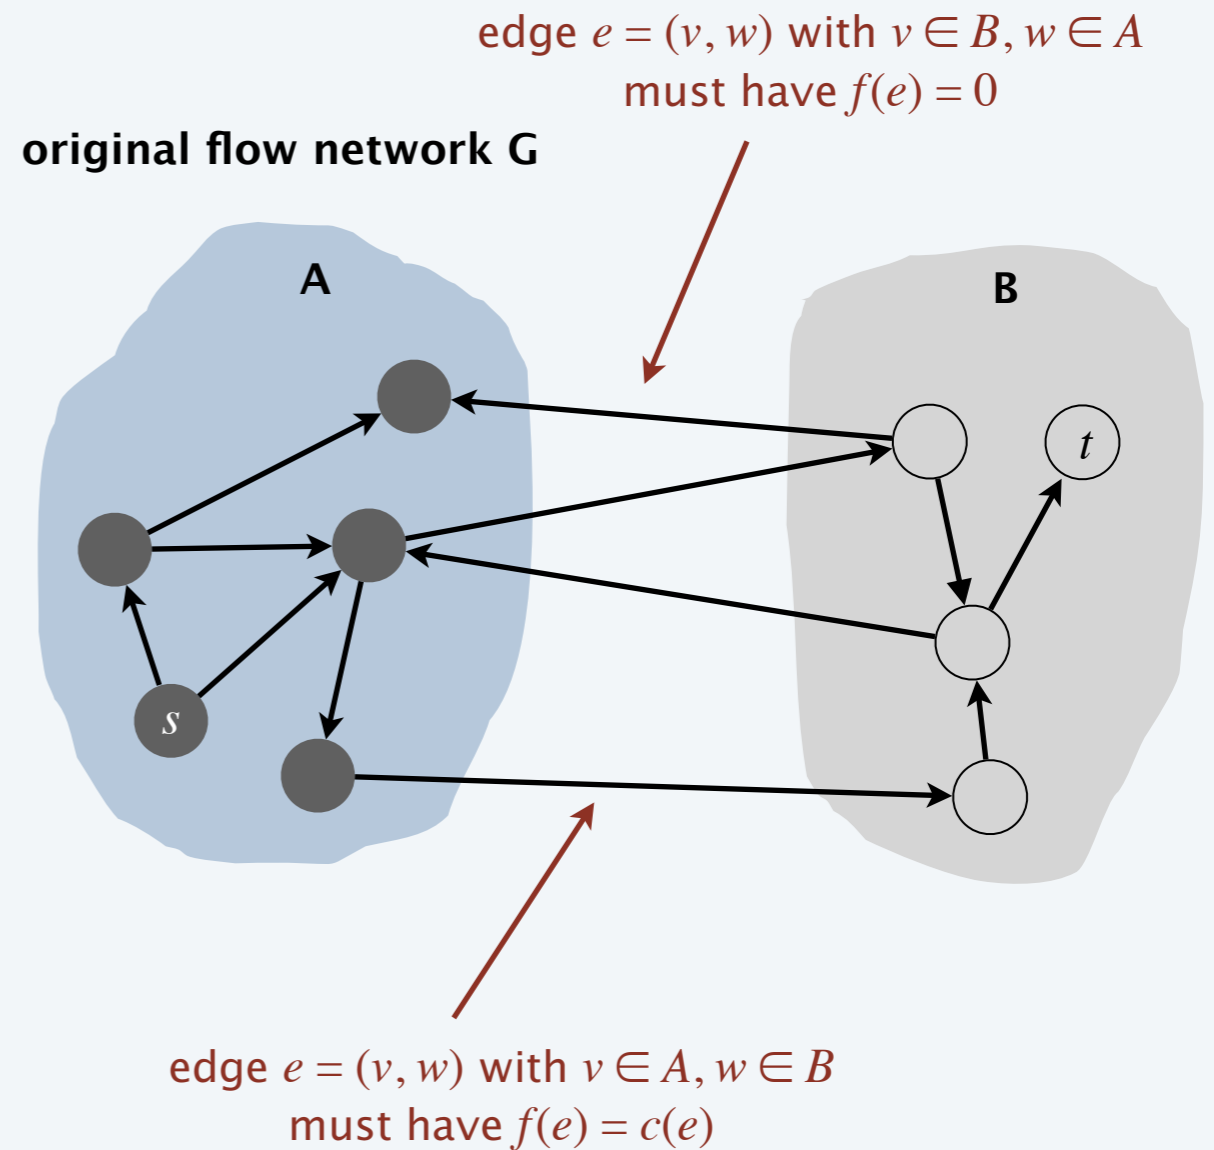 edge e = (v, w) with v ∈ B, w ∈ A
must have f(e) = 0
original flow network G
A
B
t
s
edge e = (v, w) with v ∈ A, w ∈ B
must have f(e) = c(e)